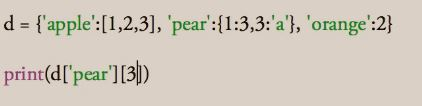 d = {'apple':[1,2,3], 'pear':{1:3,3:'a'}, 'orange':2}
print(d['pear'][3])